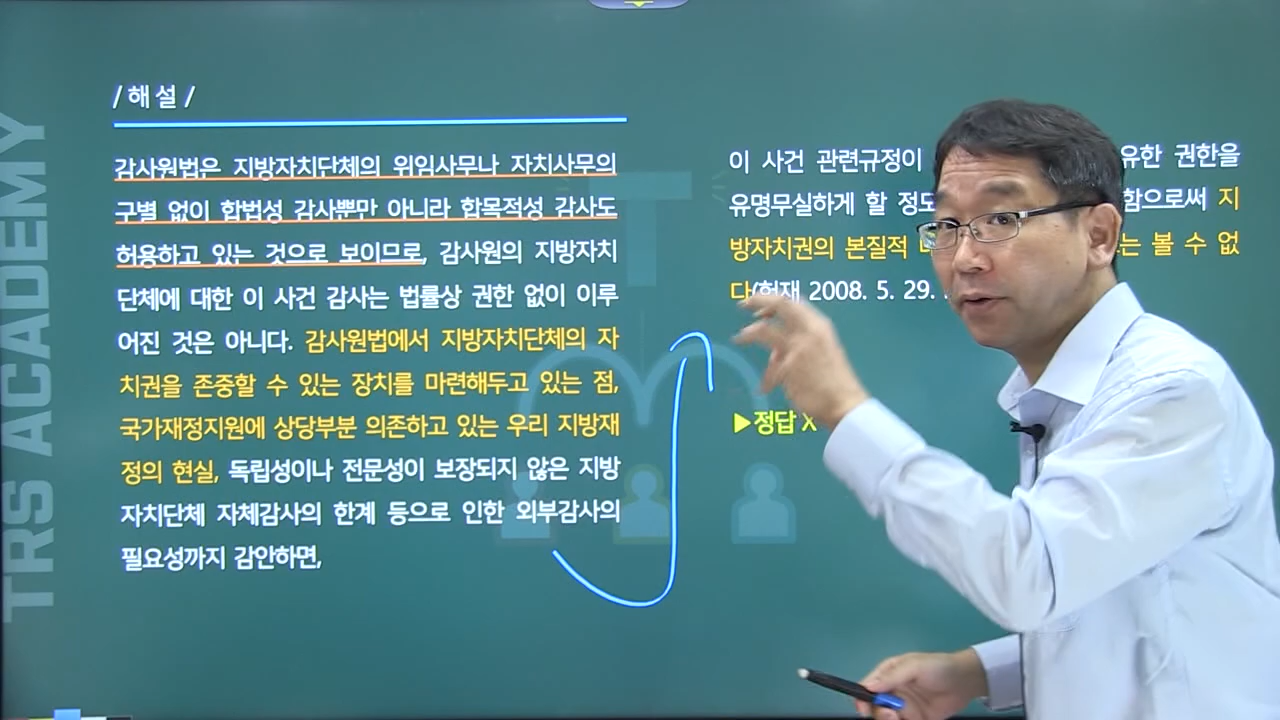 TRS ACADEMY
/ 해 설 /
감사원법은 지방자치단체의 위임사무나 자치사무의
구별 없이 합법성 감사뿐만 아니라 합목적성 감사도
허용하고 있는 것으로 보이므로, 감사원의 지방자치
단체에 대한 이 사건 감사는 법률상 권한 없이 이루
어진 것은 아니다. 감사원법에서 지방자치단체의 자
치권을 존중할 수 있는 장치를 마련해두고 있는 점,
국가재정지원에 상당부분 의존하고 있는 우리 지방재
정의 현실, 독립성이나 전문성이 보장되지 않은 지방
자치단체 자체감사의 한계 등으로 인한 외부감사의
필요성까지 감안하면,
이 사건 관련규정이 유한 권한을
유명무실하게 할 정도 함으로써 지
방자치권의 본질적 는 볼 수 없
다(헌재 2008. 5. 29.
▶정답 X